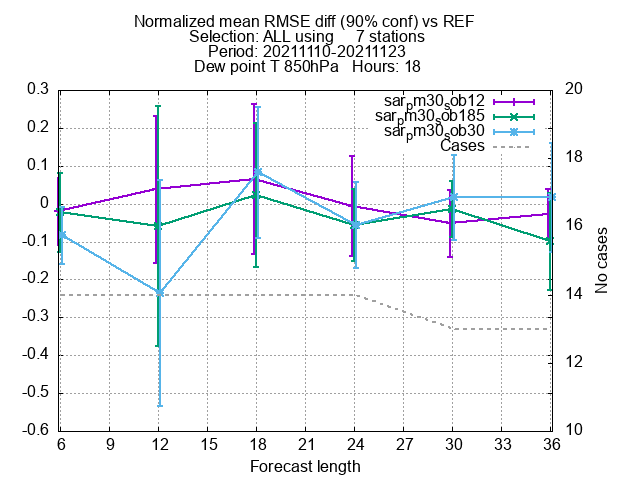 Normalized mean RMSE diff (90% conf) vs REF
Selection: ALL using 7 stations
Period: 20211110-20211123
Dew point T 850hPa Hours: 18
0.3
0.2
0.1
0
-0.1
-0.2
-0.3
-0.4
-0.5
-0.6
20
18
16
14
12
10
sar_pm30_sob12
sar_pm30_sob185
sar_pm30_sob30
Cases
No cases
6 9 12 15 18 21 24 27 30 33 36
Forecast length